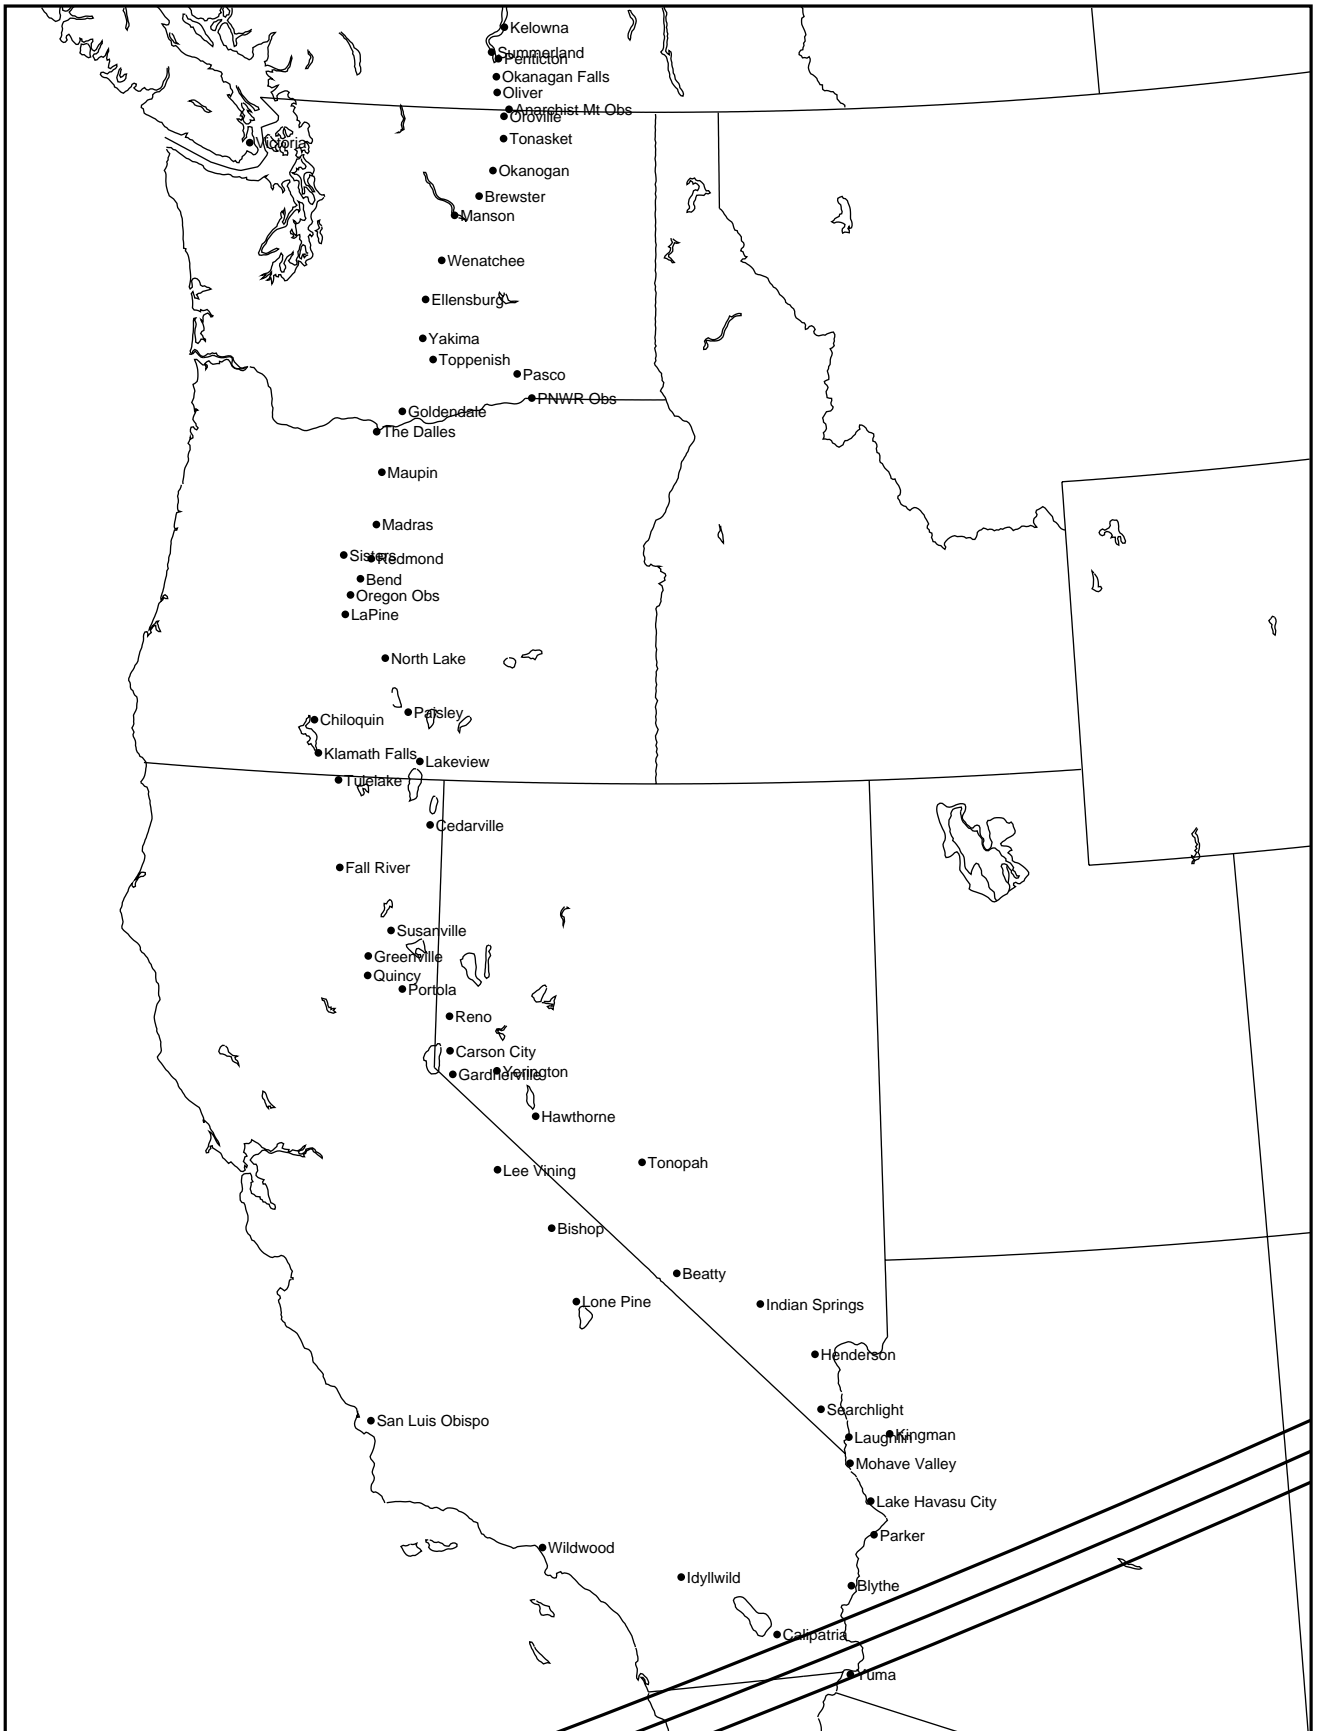 Kelowna
Summerland
Penticton
Okanagan Falls
Oliver
Anarchist Mt Obs
Oroville
Tonasket
Victoria
Okanogan
Brewster
Manson
Wenatchee
Ellensburg
Yakima
Toppenish
Pasco
PNWR Obs
Goldendale
The Dalles
Maupin
Madras
Sisters
Redmond
Bend
Oregon Obs
LaPine
North Lake
Paisley
Chiloquin
Klamath Falls
Lakeview
Tulelake
Cedarville
Fall River
Susanville
Greenville
Quincy
Portola
Reno
Carson City
Yerington
Gardnerville
Hawthorne
Tonopah
Lee Vining
Bishop
Beatty
Lone Pine
Indian Springs
Henderson
Searchlight
San Luis Obispo
Kingman
Laughlin
Mohave Valley
Lake Havasu City
Parker
Wildwood
Idyllwild
Blythe
Calipatria
Yuma